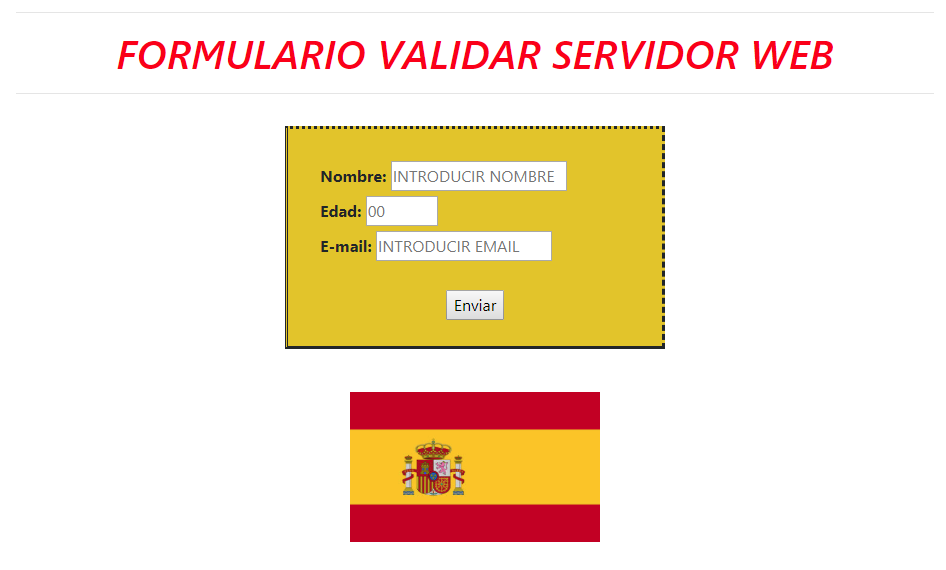 FORMULARIO VALIDAR SERVIDOR WEB
Nombre: INTRODUCIR NOMBRE
Edad: 00
E-mail: INTRODUCIR EMAIL
Enviar